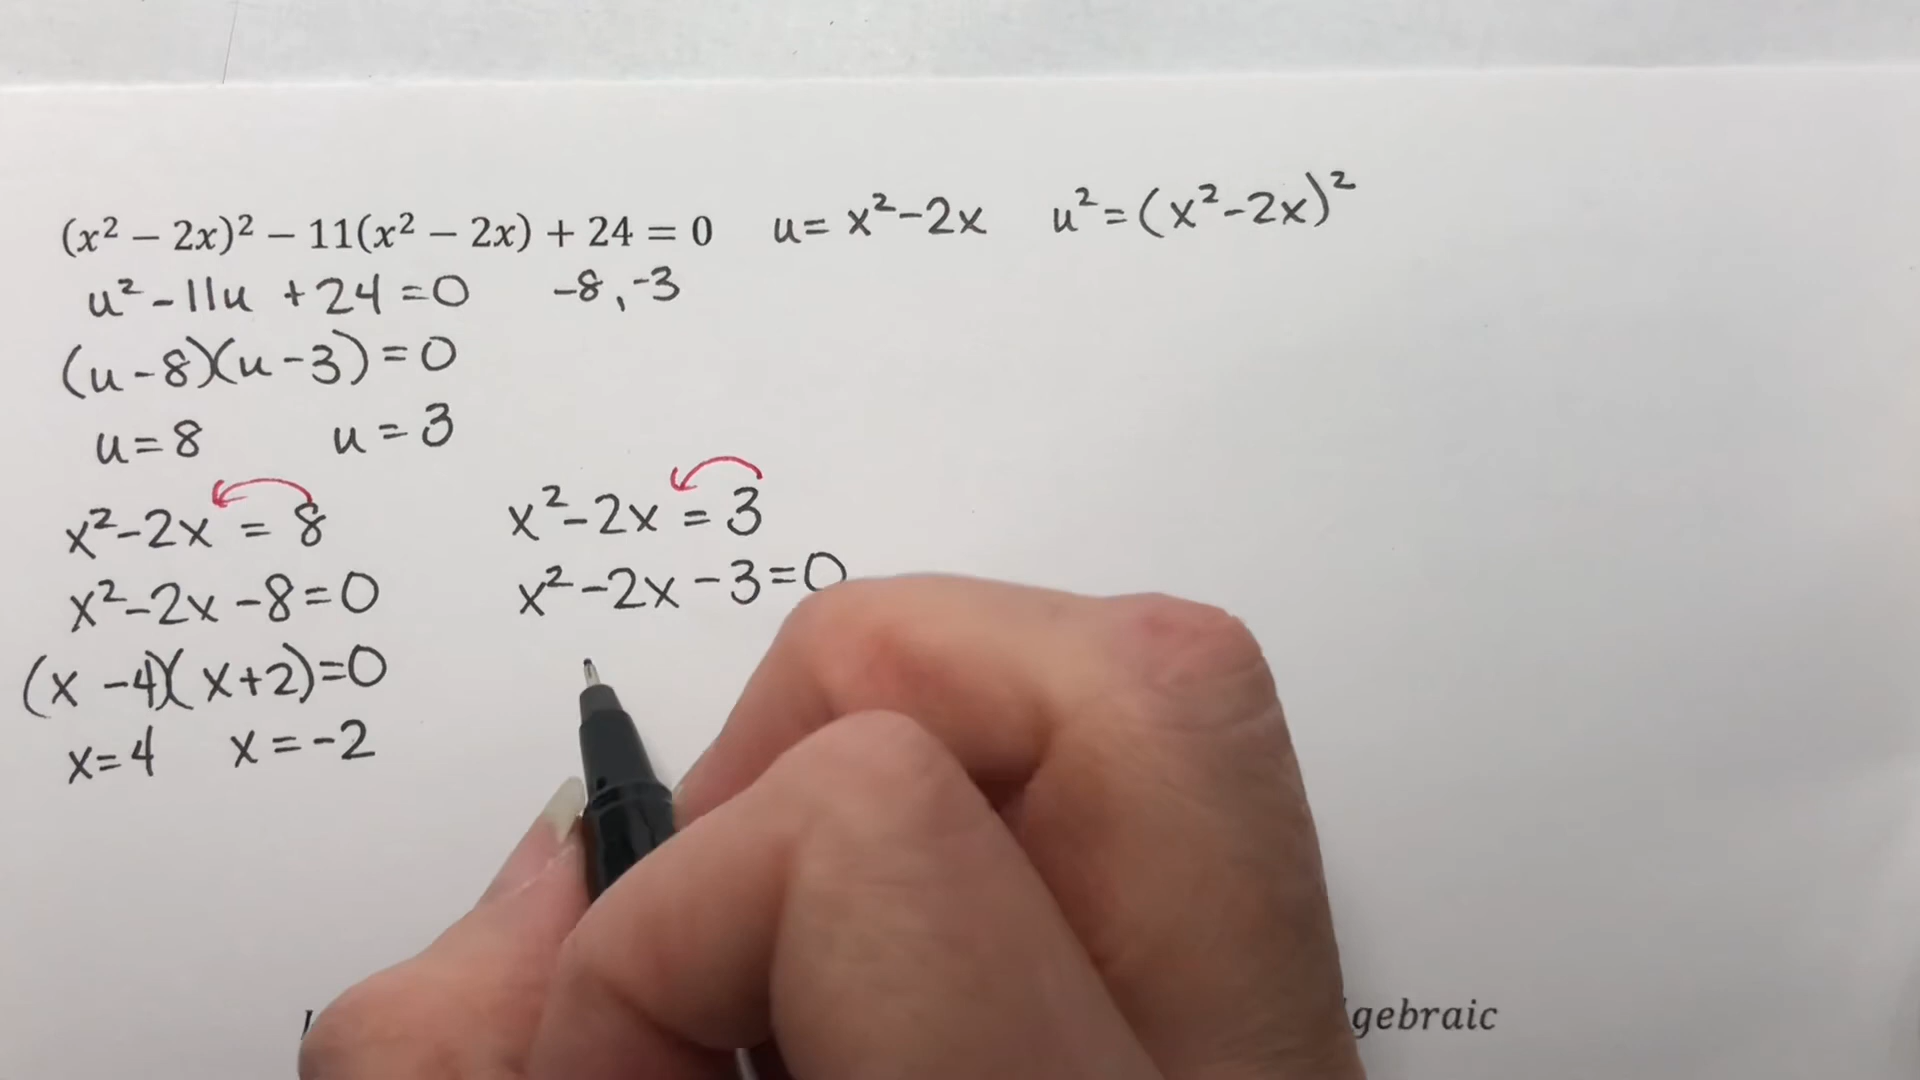 (x² − 2x)² − 11(x² − 2x) + 24 = 0 u = x² - 2x u² = (x² - 2x)²
u² - 11u + 24 = 0 -8, -3
(u - 8)(u - 3) = 0
u = 8 u = 3
x² - 2x = 8 x² - 2x = 3
x² - 2x - 8 = 0 x² - 2x - 3 = 0
(x - 4)(x + 2) = 0
x = 4 x = -2
gebraic